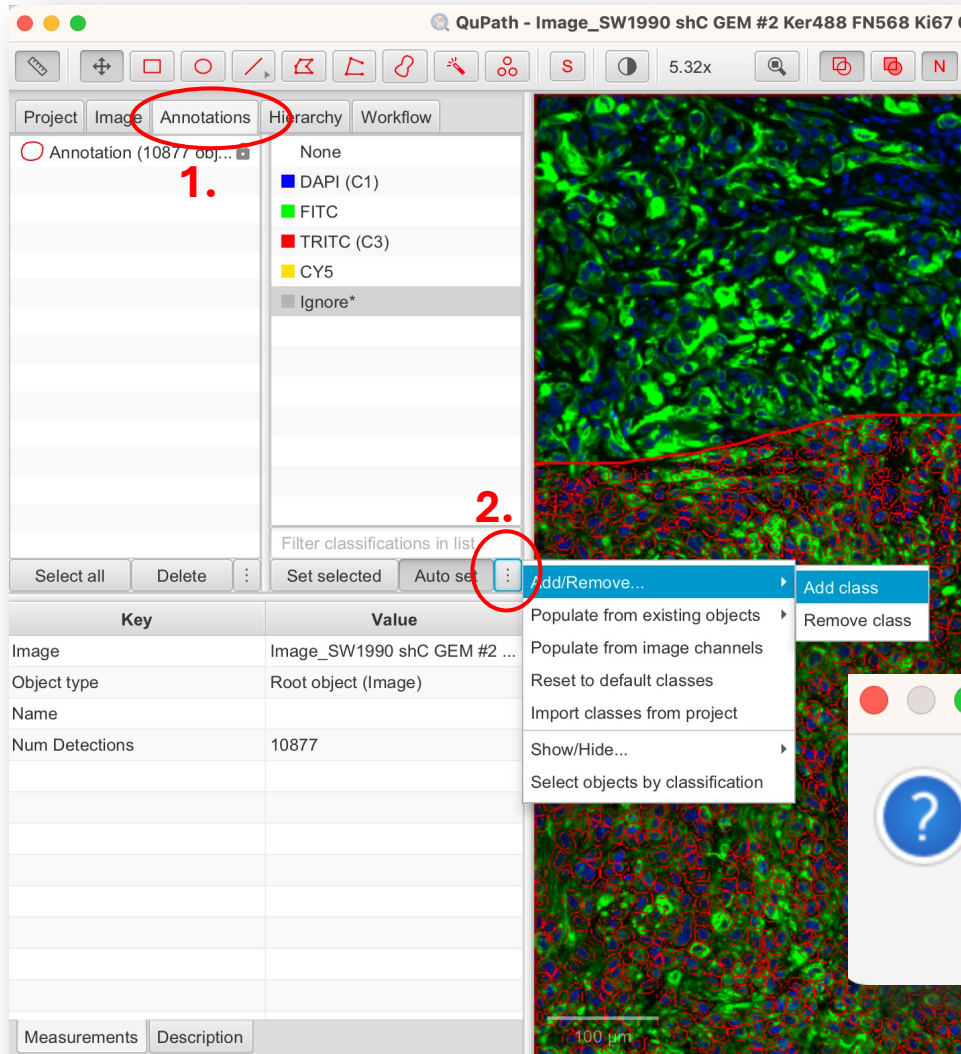 QuPath - Image_SW1990 shC GEM #2 Ker488 FN568 Ki67
S 5.32x N
Project Image Annotations Hierarchy Workflow
Annotation (10877 obj...
1.
None
DAPI (C1)
FITC
TRITC (C3)
CY5
Ignore*
2.
Filter classifications in list
Select all Delete ⋮ Set selected Auto set ⋮
Add/Remove...
Populate from existing objects
Populate from image channels
Reset to default classes
Import classes from project
Show/Hide...
Select objects by classification
Add class
Remove class
Key Value
Image Image_SW1990 shC GEM #2 ...
Object type Root object (Image)
Name
Num Detections 10877
?
100 µm
Measurements Description